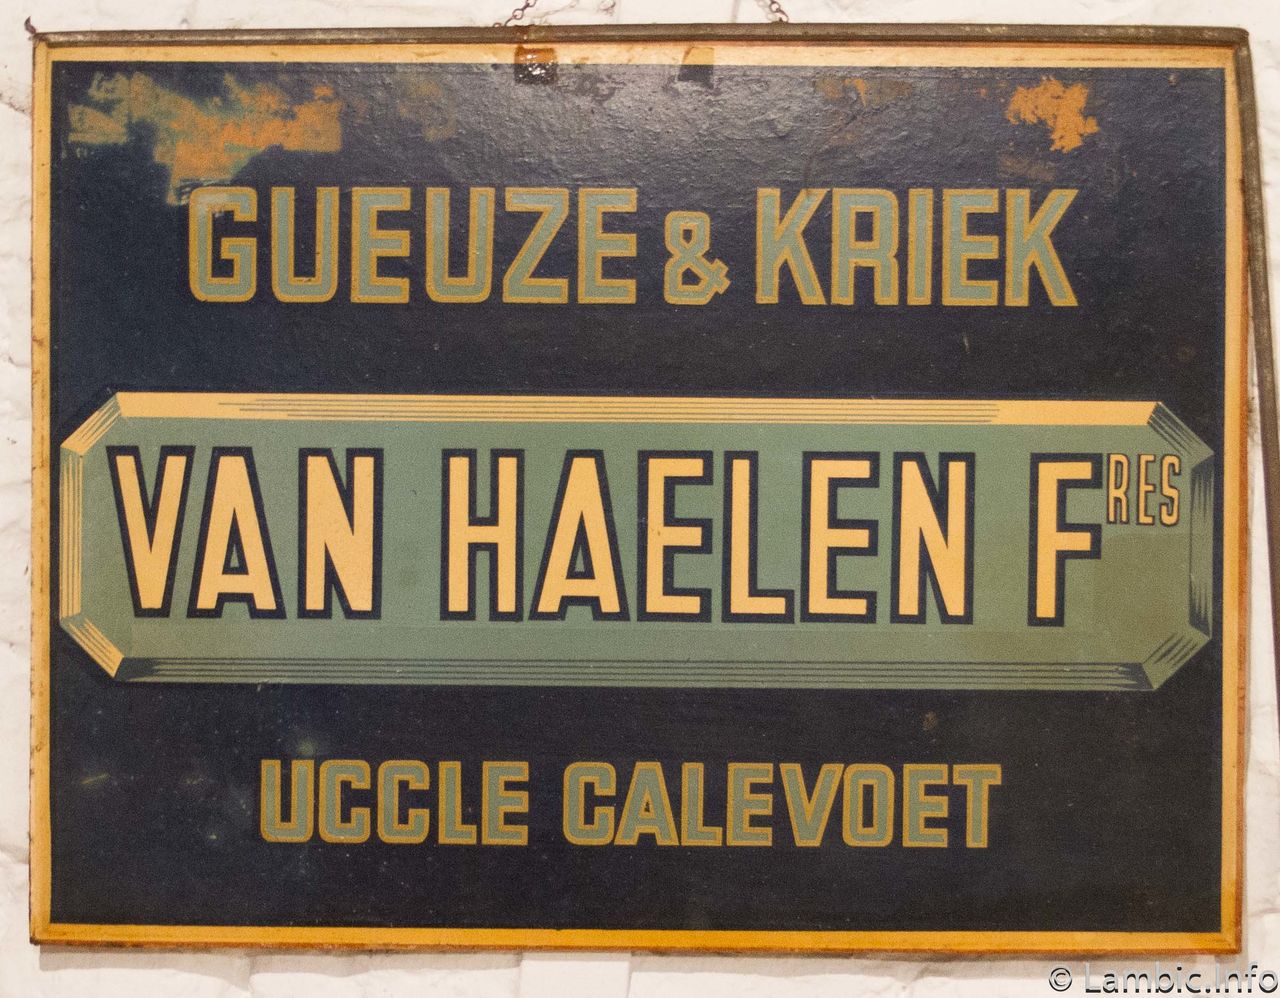 GUEUZE & KRIEK
VAN HAELEN FRES
UCCLE CALEVOET
© Lambic.Info